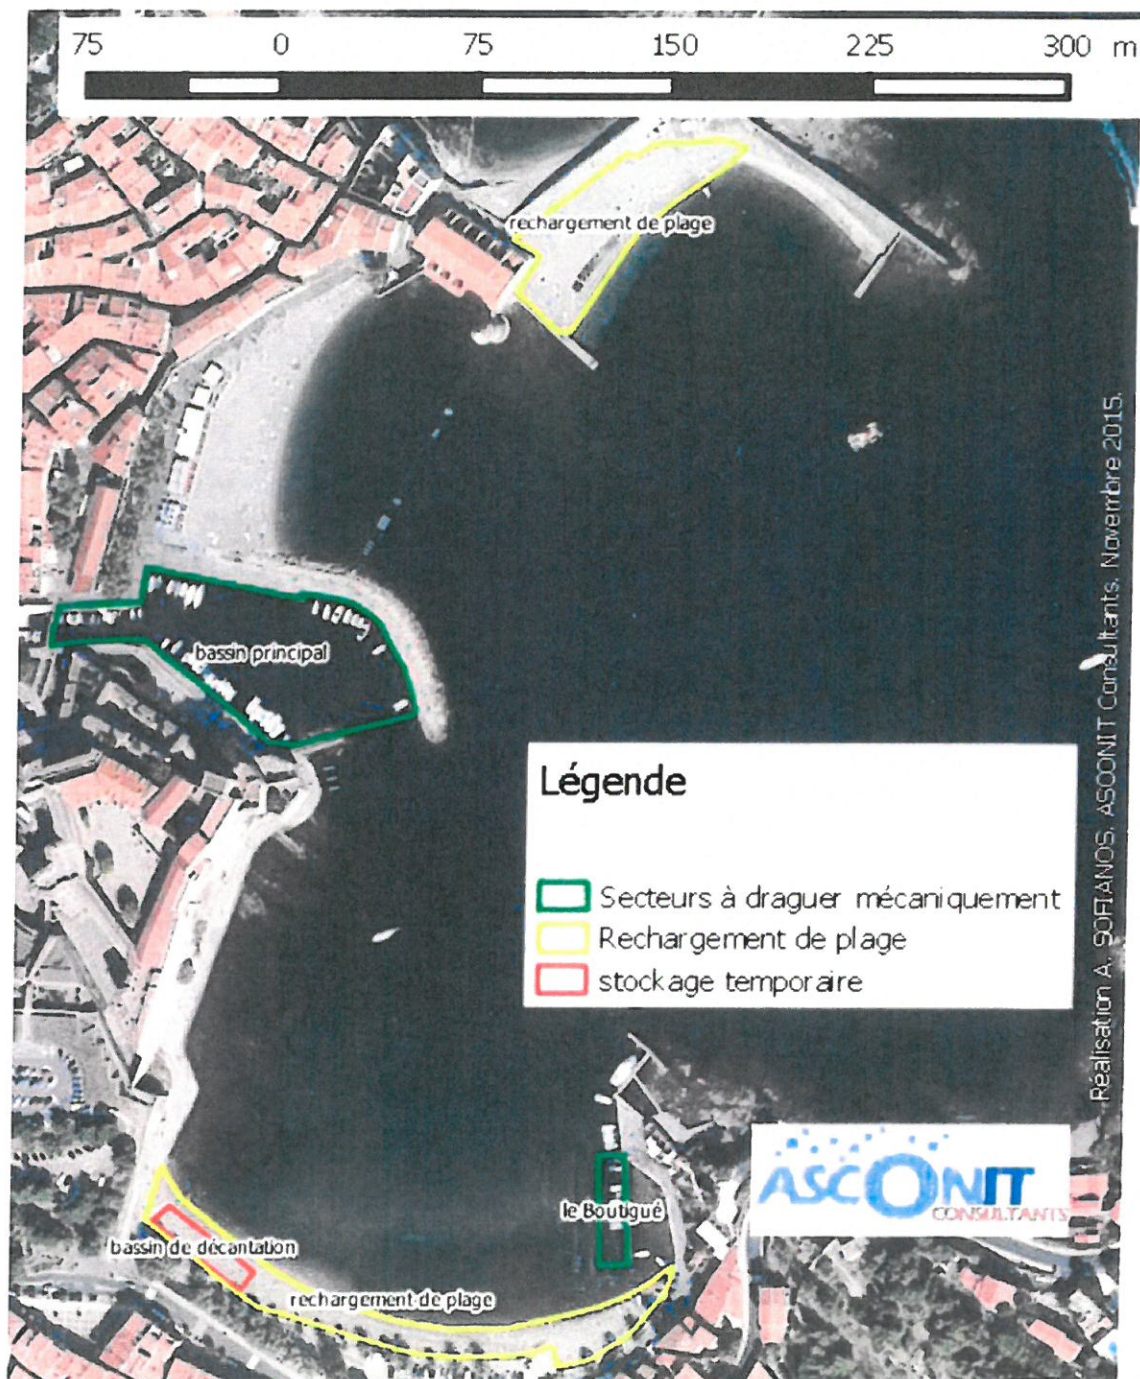 75 0 75 150 225 300 m
rechargement de plage
bassin principal
Légende
Secteurs à draguer mécaniquement
Rechargement de plage
stockage temporaire
Réalisation A. SOFIANOS. ASCONIT Consultants. Novembre 2015.
ASCONIT
CONSULTANTS
le Boutigué
bassin de décantation
rechargement de plage